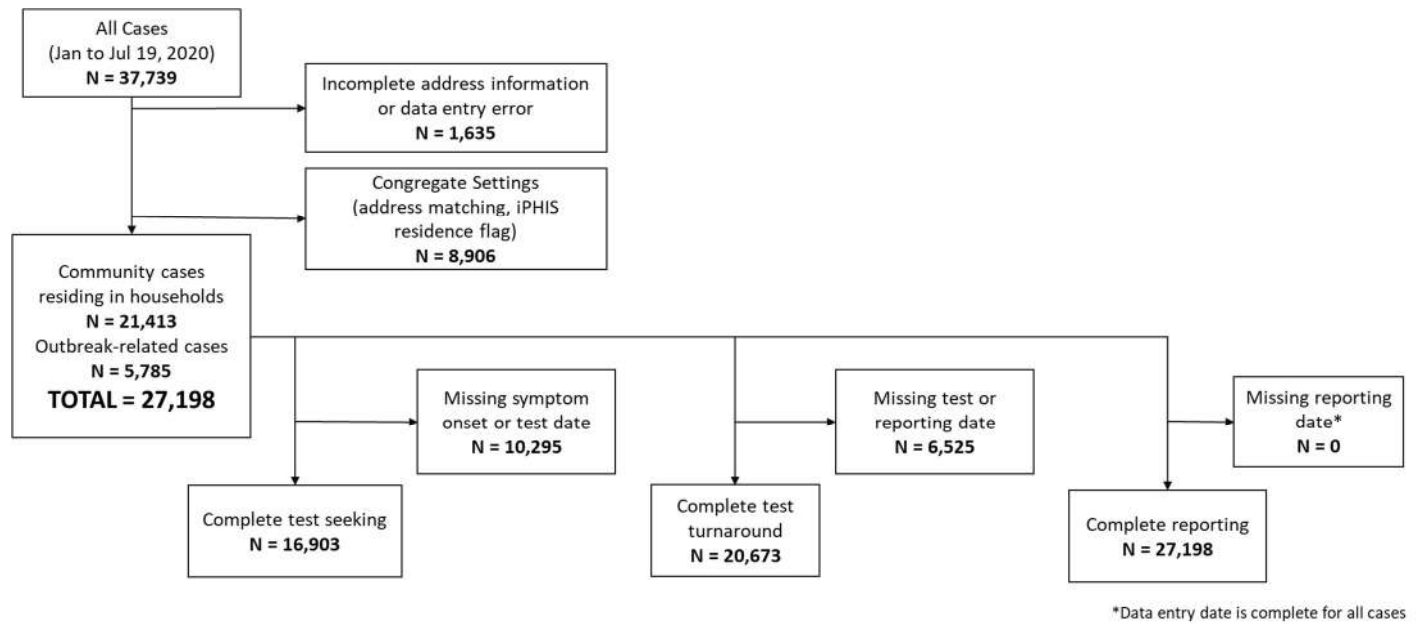 All Cases
(Jan to Jul 19, 2020)
N = 37,739
Incomplete address information
or data entry error
N = 1,635
Congregate Settings
(address matching, iPHIS
residence flag)
N = 8,906
Community cases
residing in households
N = 21,413
Outbreak-related cases
N = 5,785
TOTAL = 27,198
Missing symptom
onset or test date
N = 10,295
Missing test or
reporting date
N = 6,525
Missing reporting
date*
N = 0
Complete test seeking
N = 16,903
Complete test
turnaround
N = 20,673
Complete reporting
N = 27,198
*Data entry date is complete for all cases